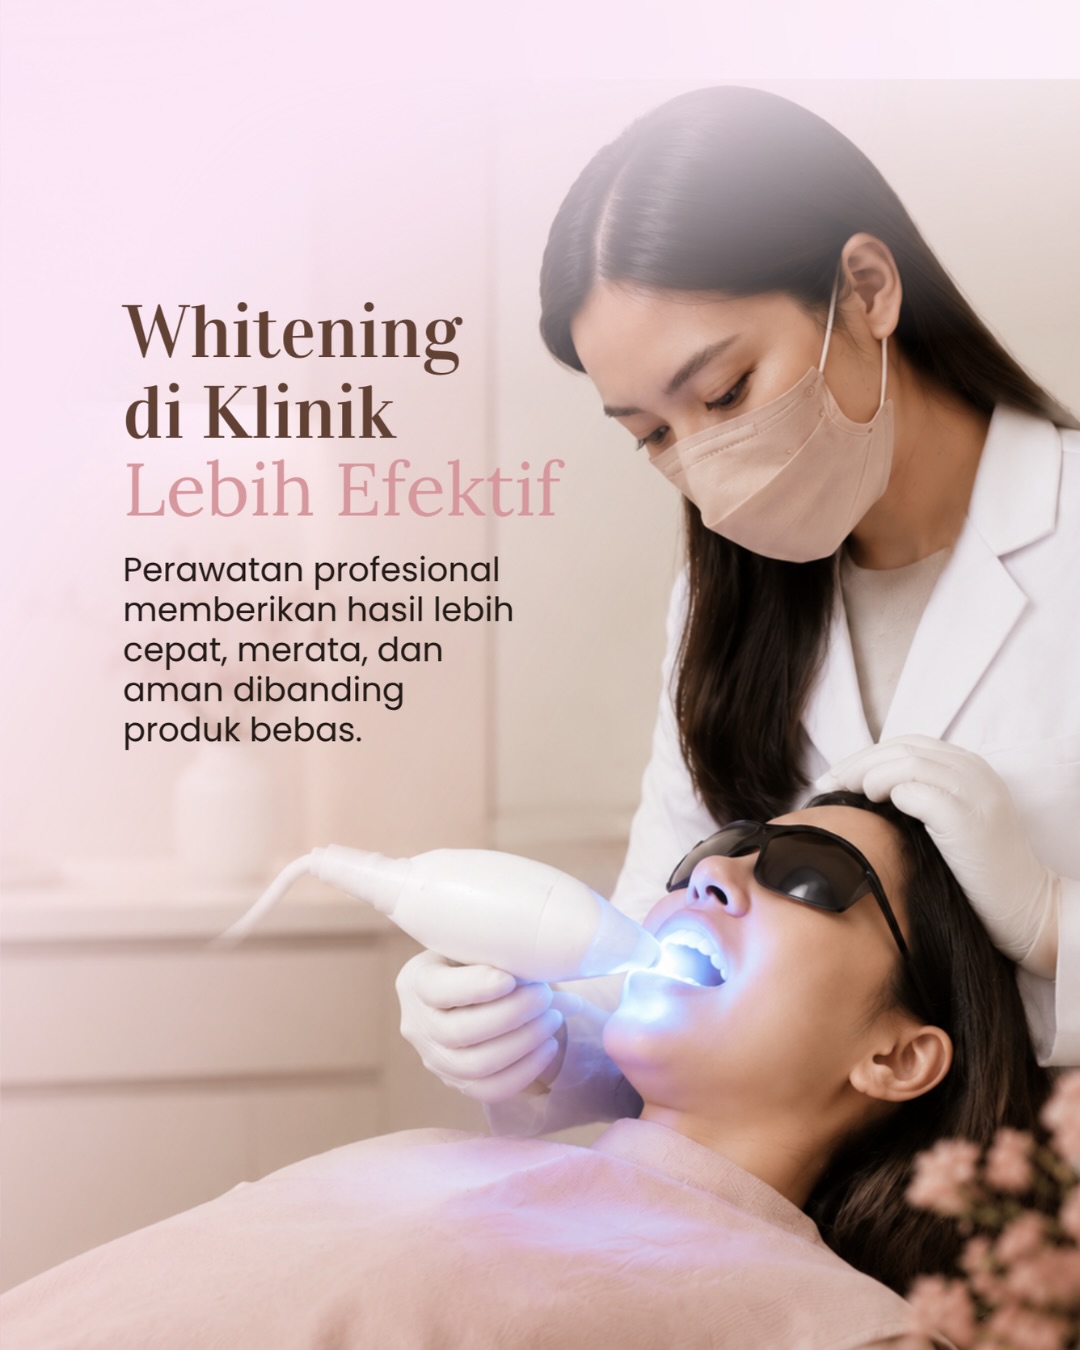 Whitening
di Klinik
Lebih Efektif
Perawatan profesional
memberikan hasil lebih
cepat, merata, dan
aman dibanding
produk bebas.